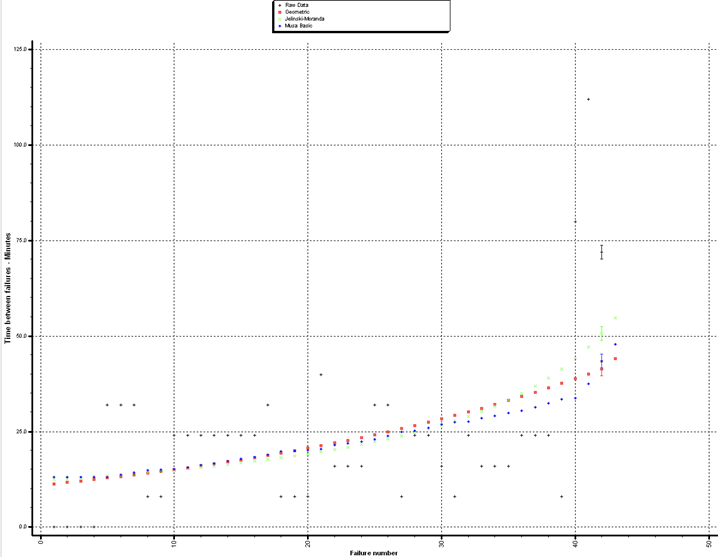 Raw Data
Geometric
Jelinski-Moranda
Musa Basic
125.0
100.0
75.0
50.0
25.0
0.0
Time between failures - Minutes
0
10
20
30
40
50
Failure number